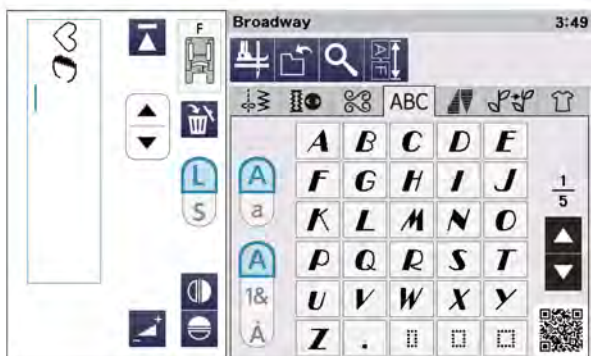 F
Broadway 3:49
A-F
ABC
A B C D E
L A F G H I J 1/5
S a K L M N O
A P Q R S T
1& U V W X Y
Ȧ Z .